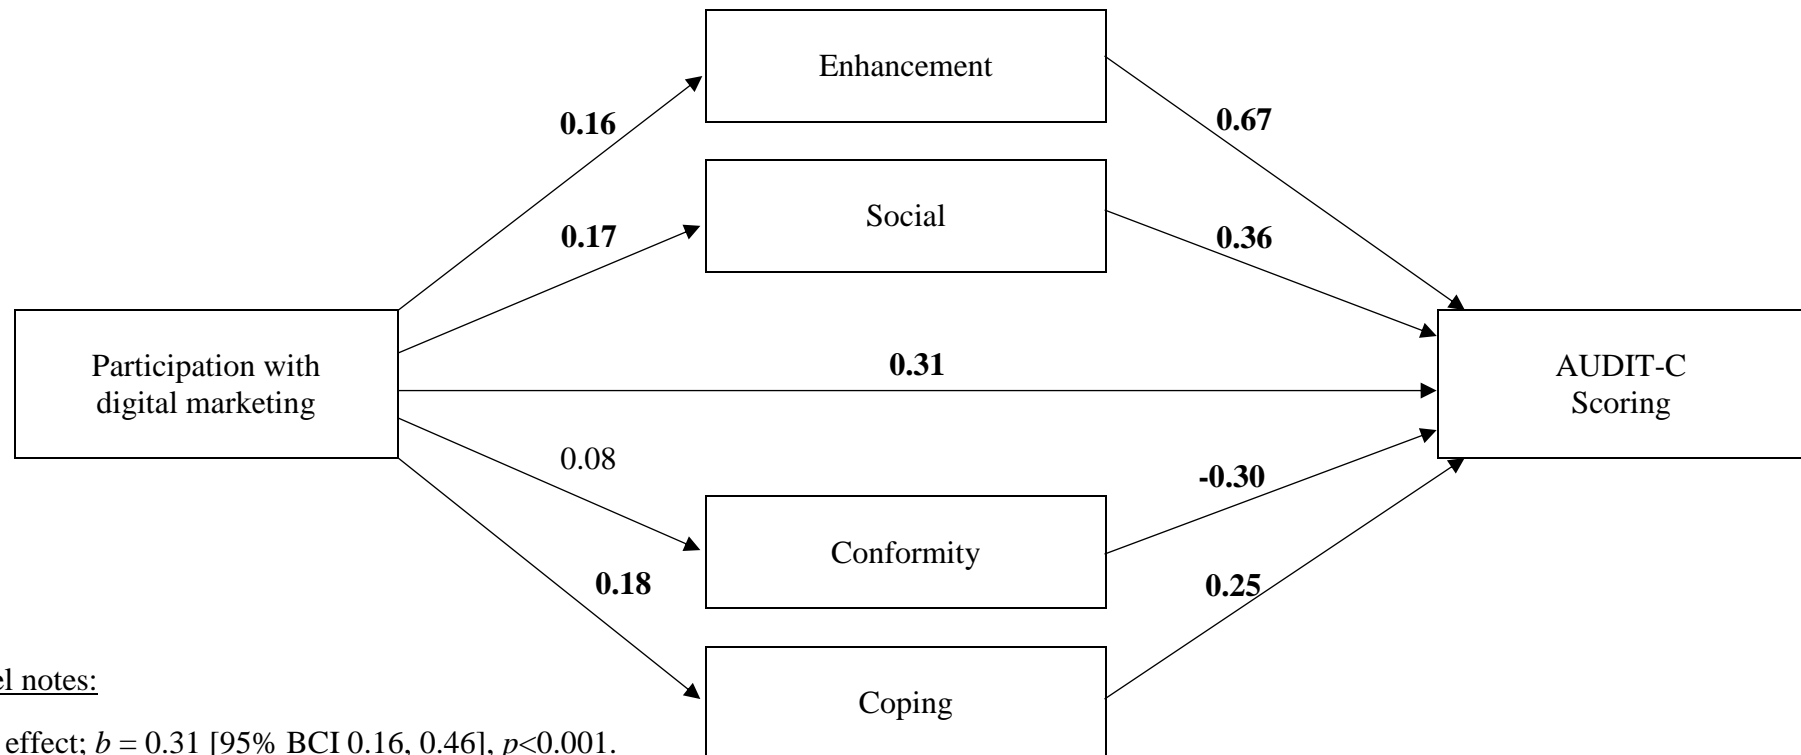 Enhancement
0.16
0.67
Social
0.17
0.36
Participation with
digital marketing
0.31
AUDIT-C
Scoring
0.08
-0.30
Conformity
0.18
0.25
Coping
notes:
effect; b = 0.31 [95% BCI 0.16, 0.46], p<0.001.